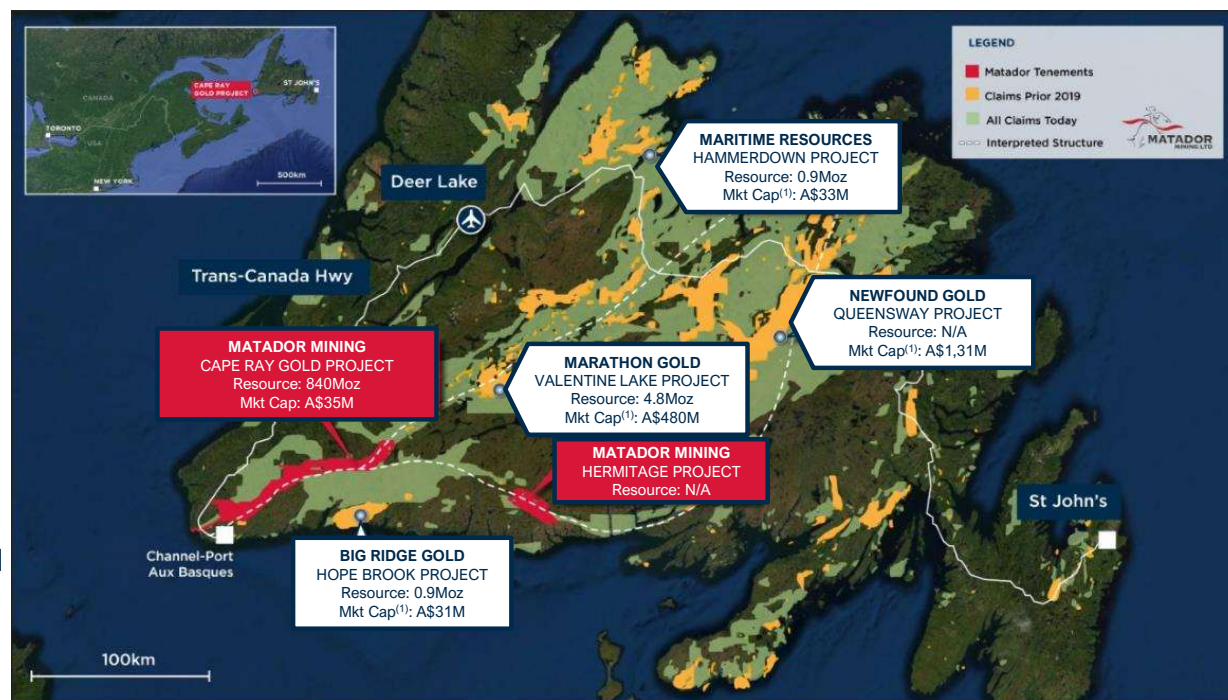 CANADA
CAPE RAY
GOLD PROJECT
ST JOHN'S
TORONTO
USA
NEW YORK
500km
LEGEND
Matador Tenements
Claims Prior 2019
All Claims Today
Interpreted Structure
MATADOR
MINING LTD
MARITIME RESOURCES
HAMMERDOWN PROJECT
Resource: 0.9Moz
Mkt Cap(1): A$33M
Deer Lake
Trans-Canada Hwy
NEWFOUND GOLD
QUEENSWAY PROJECT
Resource: N/A
Mkt Cap(1): A$1,31M
MATADOR MINING
CAPE RAY GOLD PROJECT
Resource: 840Moz
Mkt Cap: A$35M
MARATHON GOLD
VALENTINE LAKE PROJECT
Resource: 4.8Moz
Mkt Cap(1): A$480M
MATADOR MINING
HERMITAGE PROJECT
Resource: N/A
St John's
Channel-Port
Aux Basques
BIG RIDGE GOLD
HOPE BROOK PROJECT
Resource: 0.9Moz
Mkt Cap(1): A$31M
100km